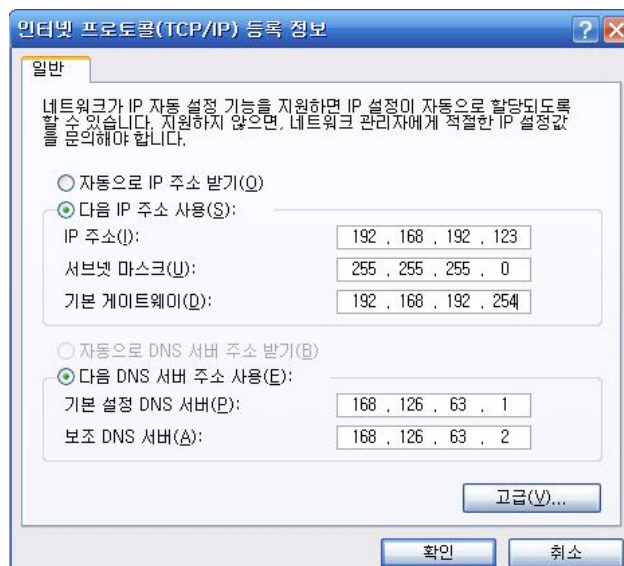 인터넷 프로토콜(TCP/IP) 등록 정보
일반
네트워크가 IP 자동 설정 기능을 지원하면 IP 설정이 자동으로 할당되도록
할 수 있습니다. 지원하지 않으면, 네트워크 관리자에게 적절한 IP 설정값
을 문의해야 합니다.
자동으로 IP 주소 받기(O)
다음 IP 주소 사용(S):
IP 주소(I): 192 . 168 . 192 . 123
서브넷 마스크(U): 255 . 255 . 255 . 0
기본 게이트웨이(D): 192 . 168 . 192 . 254
자동으로 DNS 서버 주소 받기(B)
다음 DNS 서버 주소 사용(E):
기본 설정 DNS 서버(P): 168 . 126 . 63 . 1
보조 DNS 서버(A): 168 . 126 . 63 . 2
고급(V)...
확인 취소